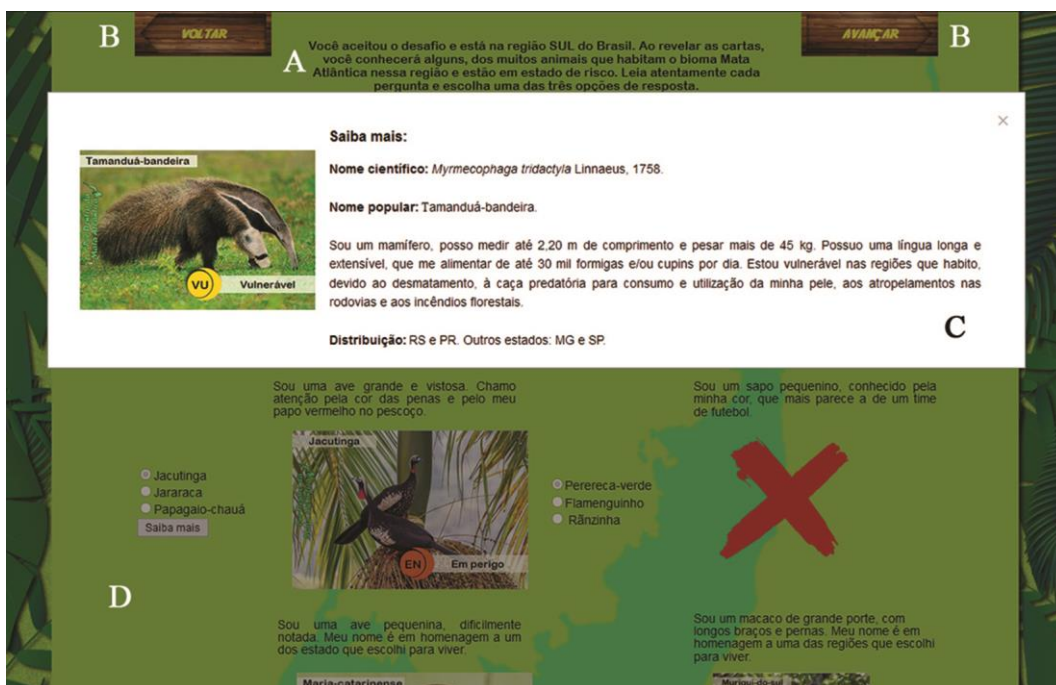 B
VOLTAR
AVANÇAR
B
A
Você aceitou o desafio e está na região SUL do Brasil. Ao revelar as cartas,
você conhecerá alguns, dos muitos animais que habitam o bioma Mata
Atlântica nessa região e estão em estado de risco. Leia atentamente cada
pergunta e escolha uma das três opções de resposta.
×
Saiba mais:
Tamanduá-bandeira
VU
Vulnerável
Nome científico: Myrmecophaga tridactyla Linnaeus, 1758.
Nome popular: Tamanduá-bandeira.
Sou um mamífero, posso medir até 2,20 m de comprimento e pesar mais de 45 kg. Possuo uma língua longa e
extensível, que me alimentar de até 30 mil formigas e/ou cupins por dia. Estou vulnerável nas regiões que habito,
devido ao desmatamento, à caça predatória para consumo e utilização da minha pele, aos atropelamentos nas
rodovias e aos incêndios florestais.
Distribuição: RS e PR. Outros estados: MG e SP.
C
Sou uma ave grande e vistosa. Chamo
atenção pela cor das penas e pelo meu
papo vermelho no pescoço.
Jacutinga
Jararaca
Papagaio-chauá
Saiba mais
Jacutinga
EN
Em perigo
Sou um sapo pequenino, conhecido pela
minha cor, que mais parece a de um time
de futebol.
Perereca-verde
Flamenguinho
Rãnzinha
D
Sou uma ave pequenina, dificilmente
notada. Meu nome é em homenagem a um
dos estado que escolhi para viver.
Maria-catarinense
Sou um macaco de grande porte, com
longos braços e pernas. Meu nome é em
homenagem a uma das regiões que escolhi
para viver.
Muriqui-do-sul